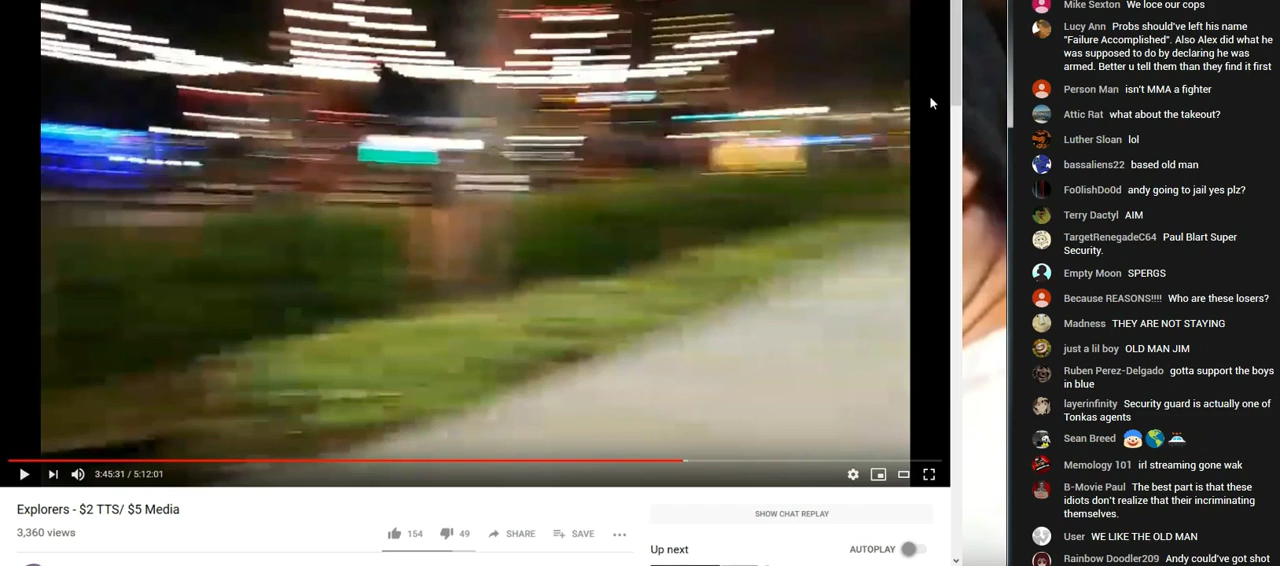 Mike Sexton We loce our cops
Lucy Ann Probs should've left his name
"Failure Accomplished". Also Alex did what he
was supposed to do by declaring he was
armed. Better u tell them than they find it first
Person Man isn't MMA a fighter
Attic Rat what about the takeout?
Luther Sloan lol
bassaliens22 based old man
Fo0lishDo0d andy going to jail yes plz?
Terry Dactyl AIM
TargetRenegadeC64 Paul Blart Super
Security.
Empty Moon SPERGS
Because REASONS!!!! Who are these losers?
Madness THEY ARE NOT STAYING
just a lil boy OLD MAN JIM
Ruben Perez-Delgado gotta support the boys
in blue
layerinfinity Security guard is actually one of
Tonkas agents
Sean Breed
Memology 101 irl streaming gone wak
B-Movie Paul The best part is that these
idiots don't realize that their incriminating
themselves.
User WE LIKE THE OLD MAN
Rainbow Doodler209 Andy could've got shot
3:45:31 / 5:12:01
Explorers - $2 TTS/ $5 Media
3,360 views
154
49
SHARE
SAVE
SHOW CHAT REPLAY
Up next
AUTOPLAY